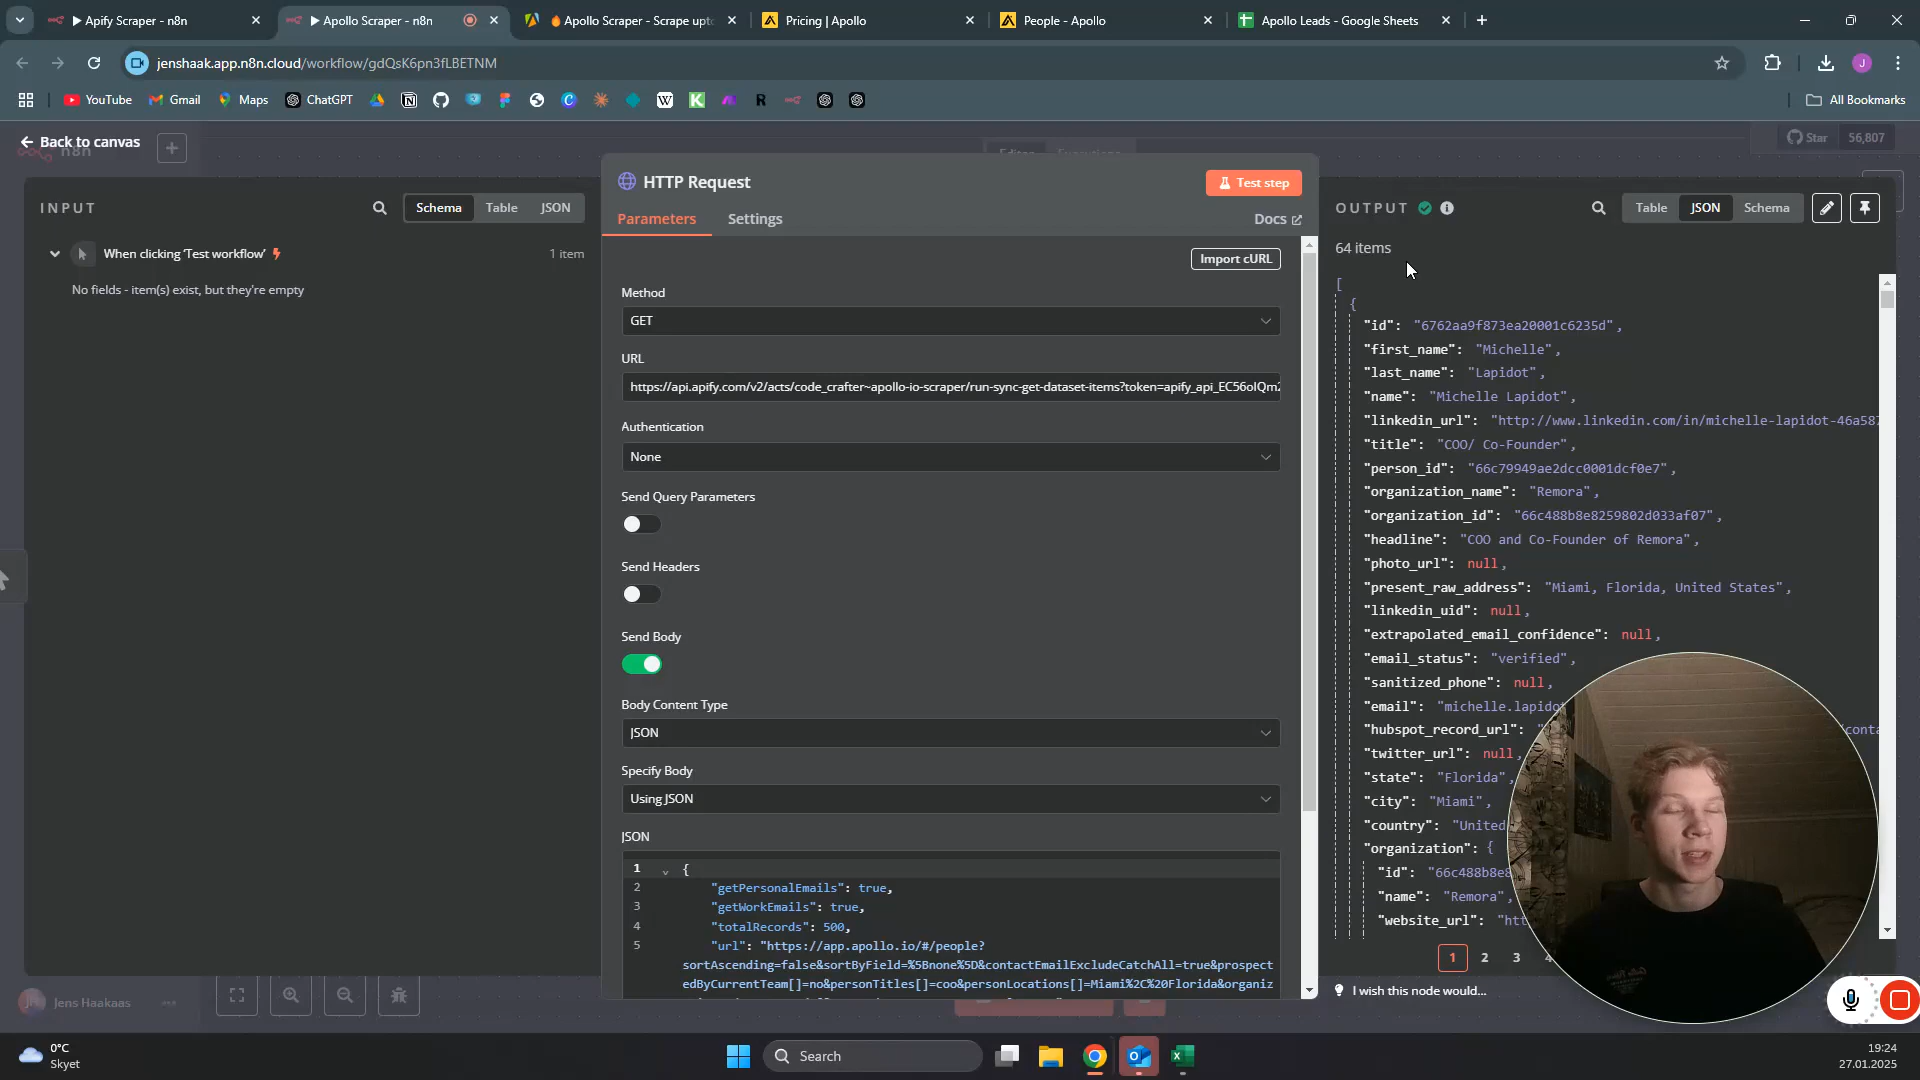 Apify Scraper - n8n
Apollo Scraper - n8n
Apollo Scraper - Scrape upto
Pricing | Apollo
People - Apollo
Apollo Leads - Google Sheets
jenshaak.app.n8n.cloud/workflow/gdQsK6pn3fLBETNM
YouTube
Gmail
Maps
ChatGPT
All Bookmarks
Back to canvas
n8n
Editor
Executions
Star
56,807
INPUT
Schema
Table
JSON
When clicking ‘Test workflow’
1 item
No fields - item(s) exist, but they're empty
HTTP Request
Test step
Parameters
Settings
Docs
Import cURL
Method
GET
URL
https://api.apify.com/v2/acts/code_crafter~apollo-io-scraper/run-sync-get-dataset-items?token=apify_api_
Authentication
None
Send Query Parameters
Send Headers
Send Body
Body Content Type
JSON
Specify Body
Using JSON
JSON
1 {
2 "getPersonalEmails": true,
3 "getWorkEmails": true,
4 "totalRecords": 500,
5 "url": "https://app.apollo.io/#/people?
sortAscending=false&sortByField=%5Bnone%5D&contactEmailExcludeCatchAll=true&prospect
edByCurrentTeam[]=no&personTitles[]=coo&personLocations[]=Miami%2C%20Florida&organiz
OUTPUT
Table
JSON
Schema
64 items
[
{
"id": "6762aa9f873ea20001c6235d",
"first_name": "Michelle",
"last_name": "Lapidot",
"name": "Michelle Lapidot",
"linkedin_url": "http://www.linkedin.com/in/michelle-lapidot-46a587
"title": "COO/ Co-Founder",
"person_id": "66c79949ae2dcc0001dcf0e7",
"organization_name": "Remora",
"organization_id": "66c488b8e8259802d033af07",
"headline": "COO and Co-Founder of Remora",
"photo_url": null,
"present_raw_address": "Miami, Florida, United States",
"linkedin_uid": null,
"extrapolated_email_confidence": null,
"email_status": "verified",
"sanitized_phone": null,
"email": "michelle.lapidot
"hubspot_record_url": conta
"twitter_url": null,
"state": "Florida",
"city": "Miami",
"country": "United
"organization": {
"id": "66c488b8e8
"name": "Remora",
"website_url": "htt
1
2
3
4
I wish this node would...
JH
Jens Haakaas
0°C
Skyet
Search
19:24
27.01.2025